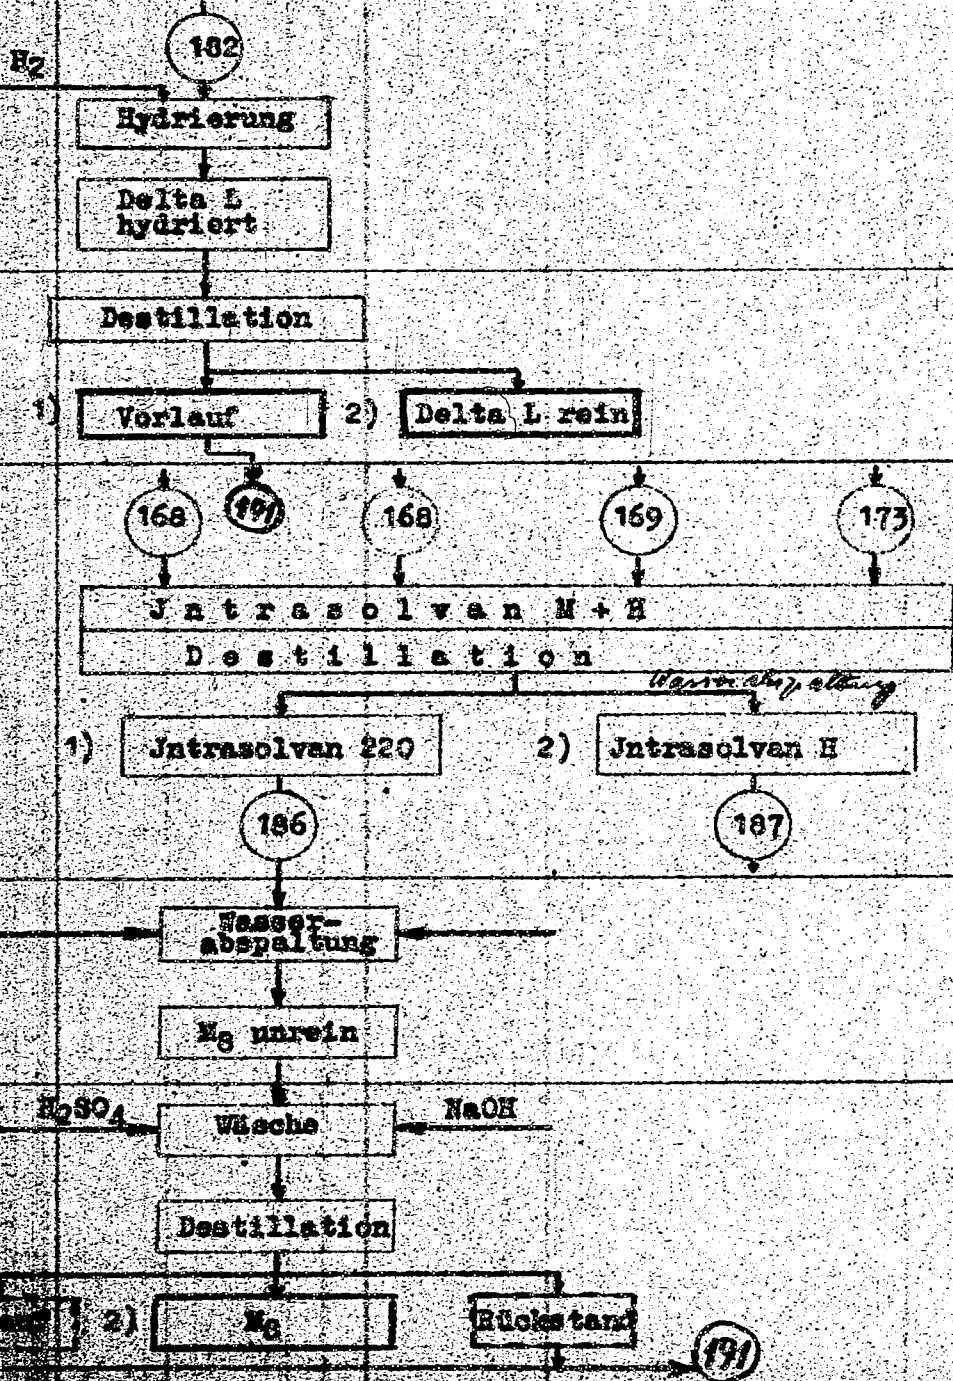 182
H2
Hydrierung
Delta L
hydriert
Destillation
1) Vorlauf 2) Delta L rein
168 191 168 169 173
Jntrasolvan M + H
Destillation
Wasserabspaltung
1) Jntrasolvan 220 2) Jntrasolvan H
186 187
Wasser-
abspaltung
M8 unrein
H2SO4 Wäsche NaOH
Destillation
2) M8 Rückstand
191